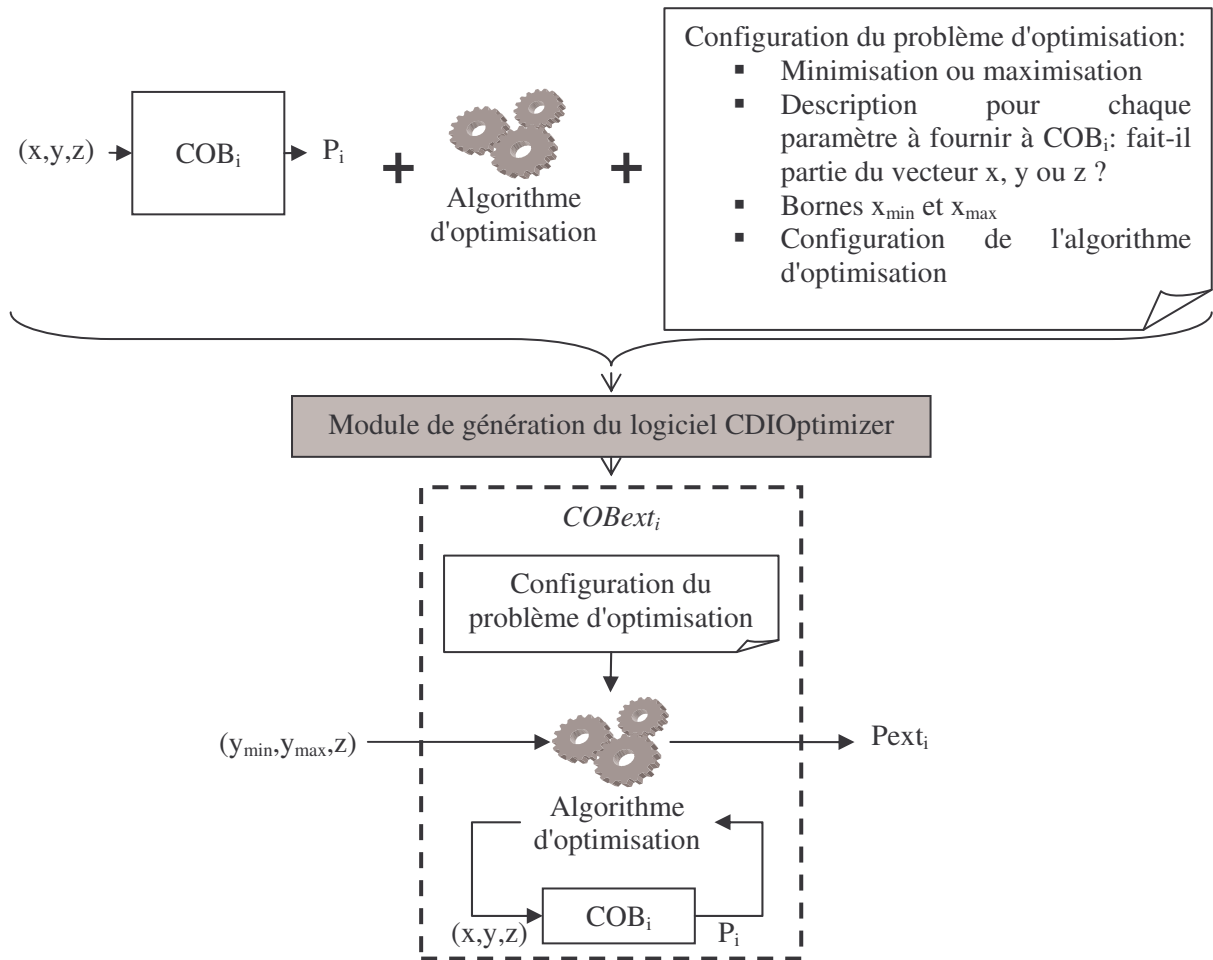 Configuration du problème d'optimisation:
▪ Minimisation ou maximisation
▪ Description pour chaque
paramètre à fournir à COBi: fait-il
partie du vecteur x, y ou z ?
▪ Bornes xmin et xmax
▪ Configuration de l'algorithme
d'optimisation
(x,y,z)
COBi
Pi
+
Algorithme
d'optimisation
+
Module de génération du logiciel CDIOptimizer
COBexti
Configuration du
problème d'optimisation
(ymin,ymax,z)
Pexti
Algorithme
d'optimisation
(x,y,z)
COBi
Pi